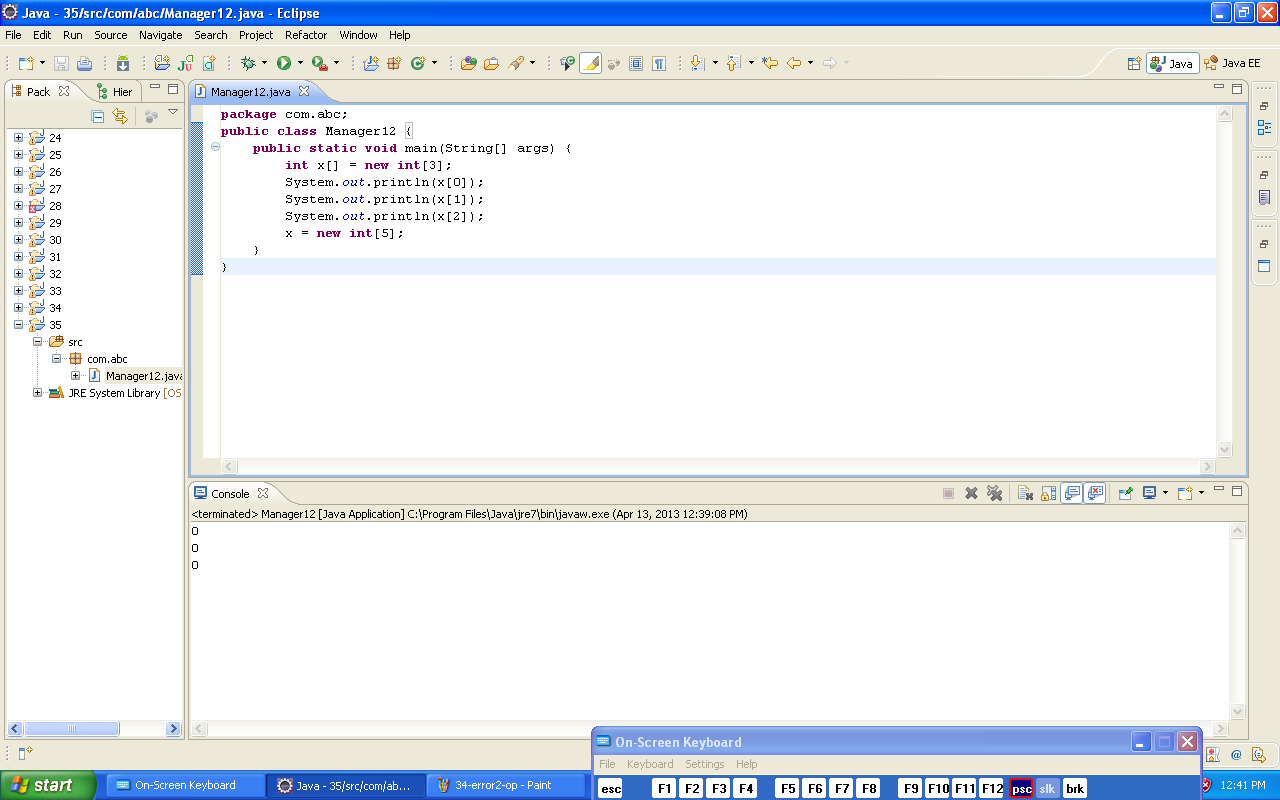 Java - 35/src/com/abc/Manager12.java - Eclipse
File Edit Run Source Navigate Search Project Refactor Window Help
Java Java EE
Pack Hier
Manager12.java
24
25
26
27
28
29
30
31
32
33
34
35
src
com.abc
Manager12.java
JRE System Library [OS
package com.abc;
public class Manager12 {
public static void main(String[] args) {
int x[] = new int[3];
System.out.println(x[0]);
System.out.println(x[1]);
System.out.println(x[2]);
x = new int[5];
}
}
Console
<terminated> Manager12 [Java Application] C:\Program Files\Java\jre7\bin\javaw.exe (Apr 13, 2013 12:39:08 PM)
0
0
0
On-Screen Keyboard
File Keyboard Settings Help
esc F1 F2 F3 F4 F5 F6 F7 F8 F9 F10 F11 F12 psc slk brk
start On-Screen Keyboard Java - 35/src/com/ab... 34-error2-op - Paint 12:41 PM